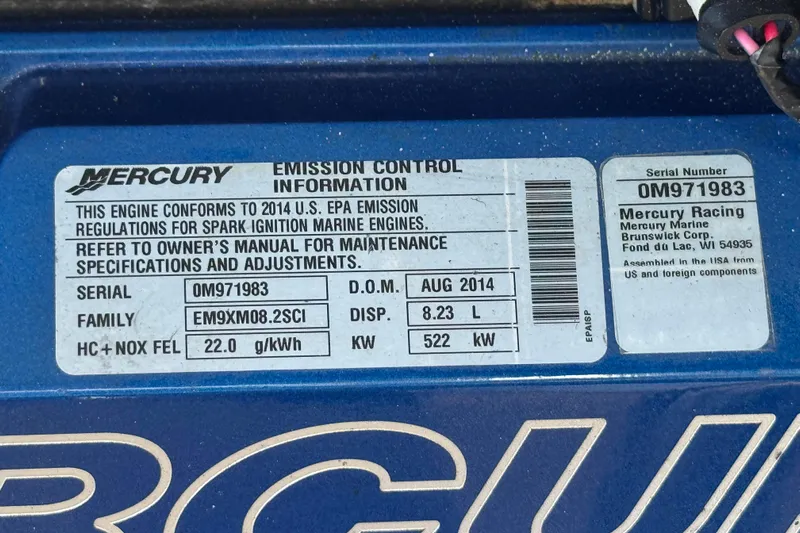 MERCURY
EMISSION CONTROL
INFORMATION
THIS ENGINE CONFORMS TO 2014 U.S. EPA EMISSION
REGULATIONS FOR SPARK IGNITION MARINE ENGINES.
REFER TO OWNER'S MANUAL FOR MAINTENANCE
SPECIFICATIONS AND ADJUSTMENTS.
SERIAL 0M971983 D.O.M. AUG 2014
FAMILY EM9XM08.2SCI DISP. 8.23 L
HC+NOX FEL 22.0 g/kWh KW 522 kW
EPAISP
Serial Number
0M971983
Mercury Racing
Mercury Marine
Brunswick Corp.
Fond du Lac, WI 54935
Assembled in the USA from
US and foreign components
RCUR